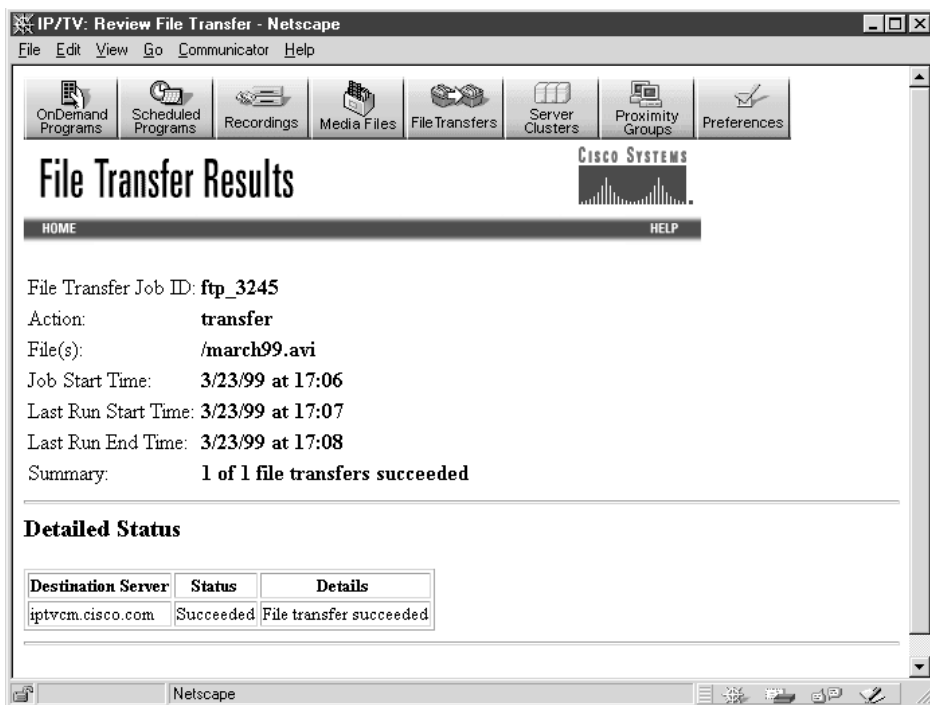 IP/TV: Review File Transfer - Netscape
File Edit View Go Communicator Help
OnDemand Programs
Scheduled Programs
Recordings
Media Files
FileTransfers
Server Clusters
Proximity Groups
Preferences
File Transfer Results
CISCO SYSTEMS
HOME HELP
File Transfer Job ID: ftp_3245
Action: transfer
File(s): /march99.avi
Job Start Time: 3/23/99 at 17:06
Last Run Start Time: 3/23/99 at 17:07
Last Run End Time: 3/23/99 at 17:08
Summary: 1 of 1 file transfers succeeded
Detailed Status
Destination Server Status Details
iptvcm.cisco.com Succeeded File transfer succeeded
Netscape